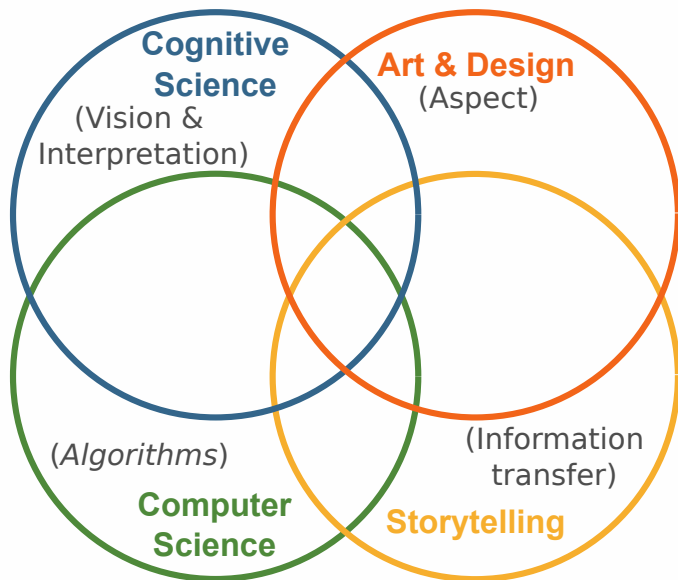 Cognitive
Science
(Vision &
Interpretation)
Art & Design
(Aspect)
(Algorithms)
Computer
Science
(Information
transfer)
Storytelling